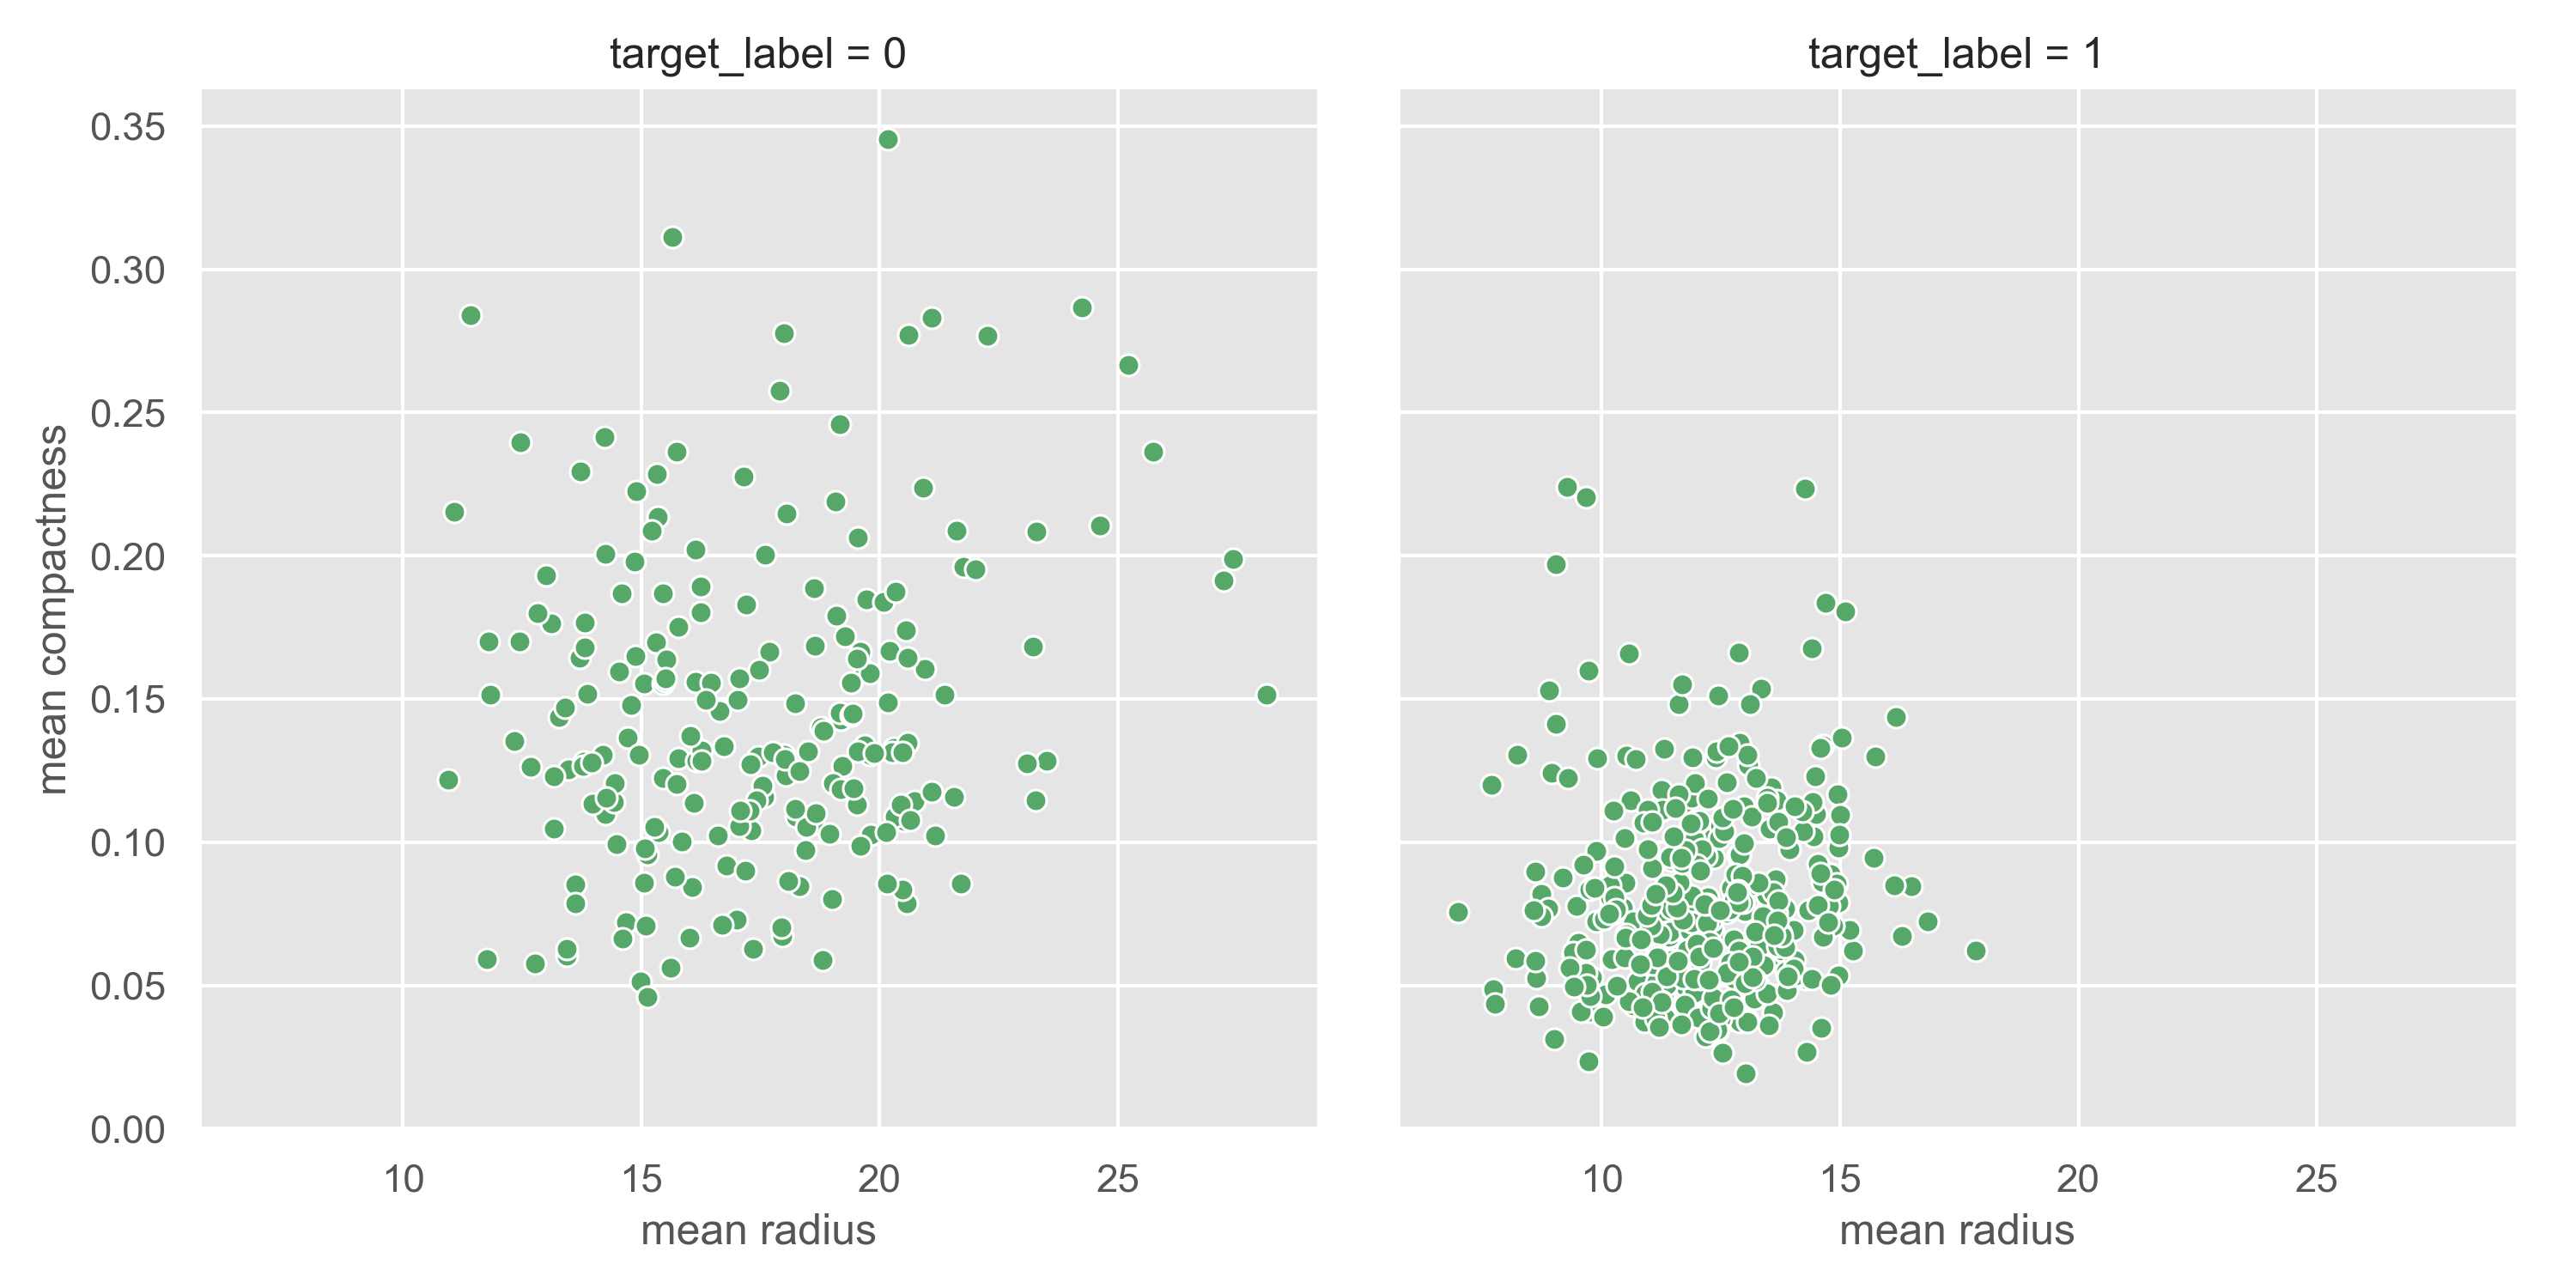 target_label = 0
target_label = 1
0.35
0.30
0.25
0.20
0.15
0.10
0.05
0.00
mean compactness
10 15 20 25
10 15 20 25
mean radius
mean radius